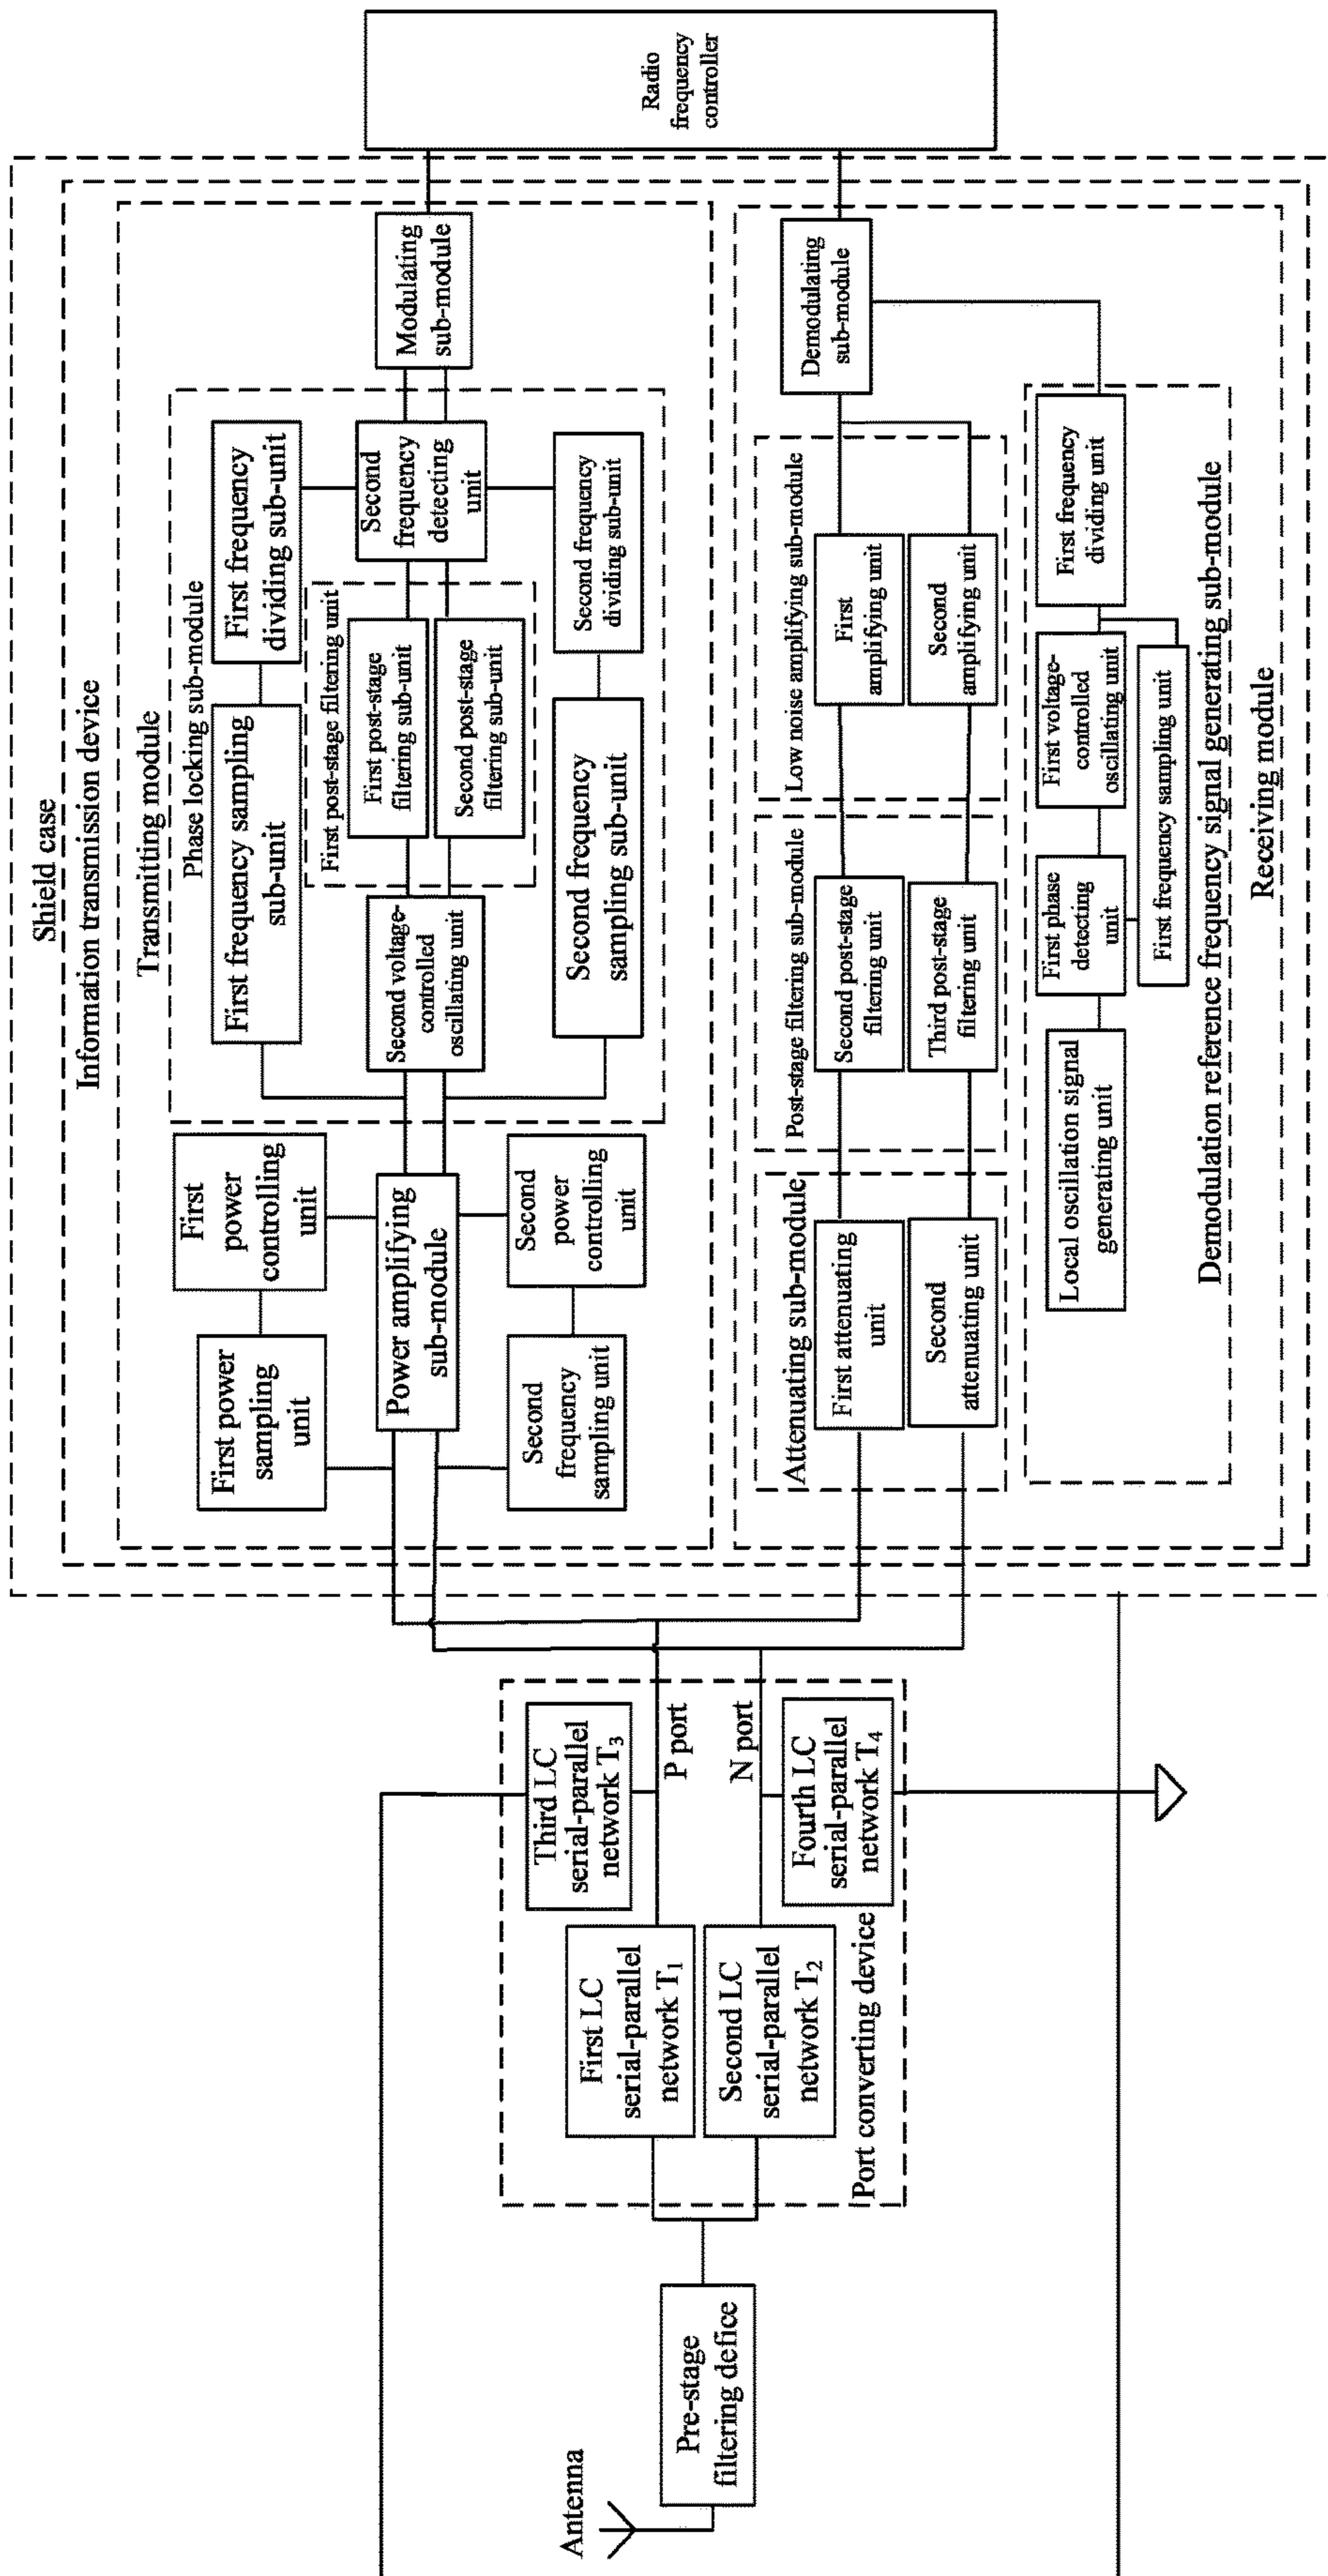 Shield case
Information transmission device
Transmitting module
Phase locking sub-module
Antenna
Pre-stage
filtering defice
First LC
serial-parallel
network T₁
Second LC
serial-parallel
network T₂
Third LC
serial-parallel
network T₃
P port
N port
Fourth LC
serial-parallel
network T₄
Port converting device
First power
sampling
unit
First
power
controlling
unit
Power amplifying
sub-module
Second
frequency
sampling unit
Second
power
controlling
unit
First frequency sampling
sub-unit
First frequency
dividing sub-unit
Second voltage-
controlled
oscillating unit
First post-stage filtering unit
First post-stage
filtering sub-unit
Second post-stage
filtering sub-unit
Second
frequency
detecting
unit
Second frequency
sampling sub-unit
Second frequency
dividing sub-unit
Modulating
sub-module
Radio
frequency
controller
Attenuating sub-module
First attenuating
unit
Second
attenuating unit
Post-stage filtering sub-module
Second post-stage
filtering unit
Third post-stage
filtering unit
Low noise amplifying sub-module
First
amplifying unit
Second
amplifying unit
Demodulating
sub-module
Local oscillation signal
generating unit
First phase
detecting
unit
First voltage-
controlled
oscillating unit
First frequency sampling unit
First frequency
dividing unit
Demodulation reference frequency signal generating sub-module
Receiving module